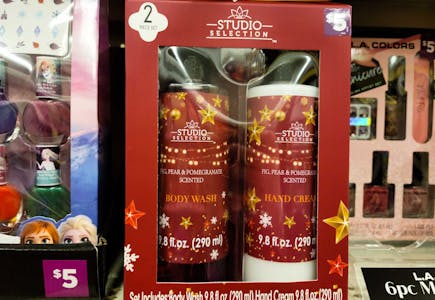 2
PIECE SET
STUDIO
SELECTION
$5
STUDIO
SELECTION
FIG, PEAR & POMEGRANATE
SCENTED
BODY WASH
9.8 fl.oz. (290 ml)
STUDIO
SELECTION
FIG, PEAR & POMEGRANATE
SCENTED
HAND CREAM
9.8 fl.oz. (290 ml)
Set Includes Body Wash 9.8 fl oz (290 ml) Hand Cream 9.8 fl oz (290 ml)
$5
L.A. COLORS
$5
L.A.
6pc M